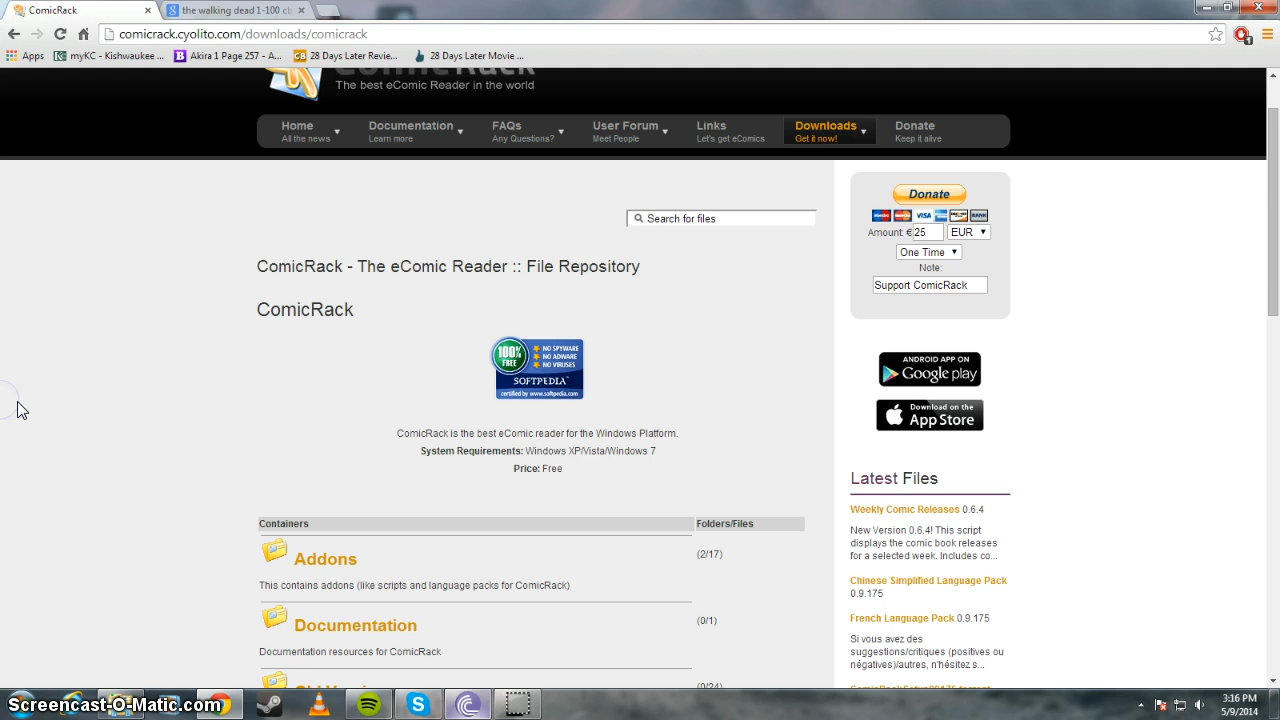 ComicRack
the walking dead 1-100 cb
comicrack.cyolito.com/downloads/comicrack
Apps
myKC - Kishwaukee ...
Akira 1 Page 257 - A...
28 Days Later Revie...
28 Days Later Movie ...
The best eComic Reader in the world
Home
All the news
Documentation
Learn more
FAQs
Any Questions?
User Forum
Meet People
Links
Let's get eComics
Downloads
Get it now!
Donate
Keep it alive
Search for files
Donate
VISA
BANK
Amount: €25 EUR
One Time
Note:
Support ComicRack
ComicRack - The eComic Reader :: File Repository
ComicRack
100% FREE
NO SPYWARE
NO ADWARE
NO VIRUSES
SOFTPEDIA
certified by www.softpedia.com
ComicRack is the best eComic reader for the Windows Platform.
System Requirements: Windows XP/Vista/Windows 7
Price: Free
ANDROID APP ON
Google play
Download on the
App Store
Containers Folders/Files
Addons (2/17)
This contains addons (like scripts and language packs for ComicRack)
Documentation (0/1)
Documentation resources for ComicRack
Latest Files
Weekly Comic Releases 0.6.4
New Version 0.6.4! This script
displays the comic book releases
for a selected week. Includes co...
Chinese Simplified Language Pack
0.9.175
French Language Pack 0.9.175
Si vous avez des
suggestions/critiques (positives ou
négatives)/autres, n'hésitez s...
Screencast-O-Matic.com
3:16 PM
5/9/2014